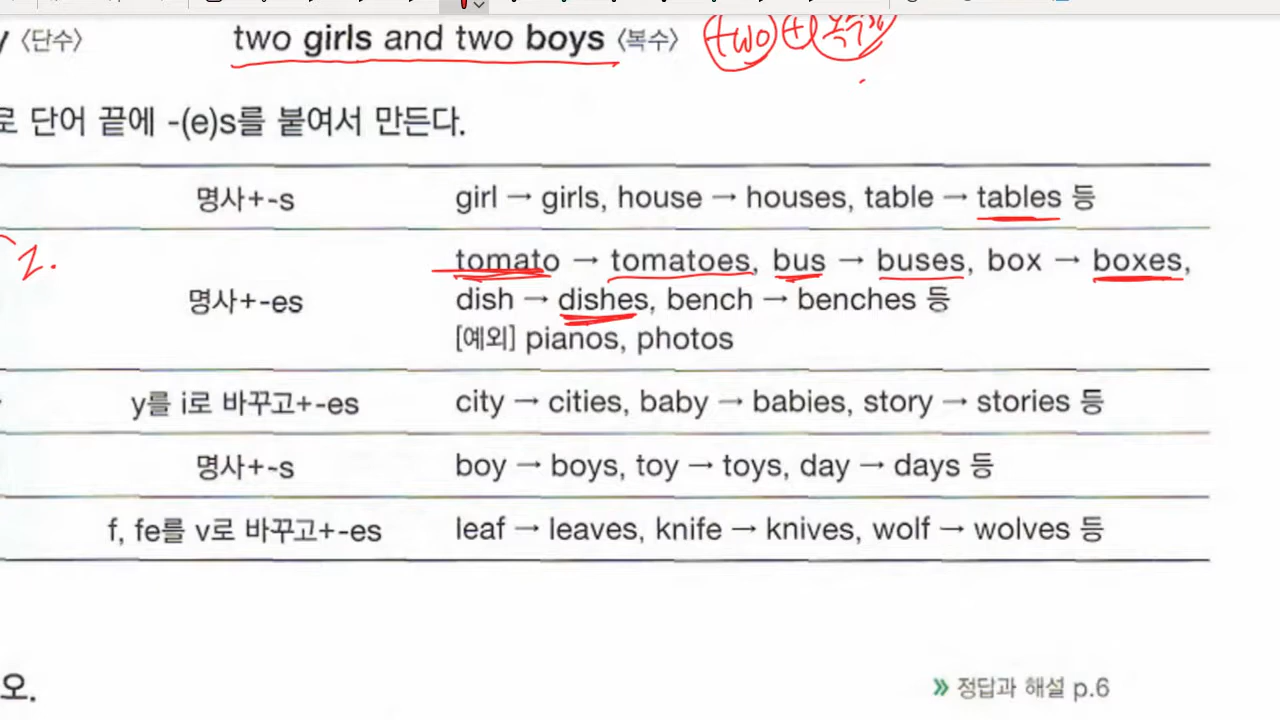 y 〈단수〉 two girls and two boys 〈복수〉 two + 복수
로 단어 끝에 -(e)s를 붙여서 만든다.
명사+-s girl → girls, house → houses, table → tables 등
2.
명사+-es tomato → tomatoes, bus → buses, box → boxes,
dish → dishes, bench → benches 등
[예외] pianos, photos
y를 i로 바꾸고+-es city → cities, baby → babies, story → stories 등
명사+-s boy → boys, toy → toys, day → days 등
f, fe를 v로 바꾸고+-es leaf → leaves, knife → knives, wolf → wolves 등
오.
» 정답과 해설 p.6